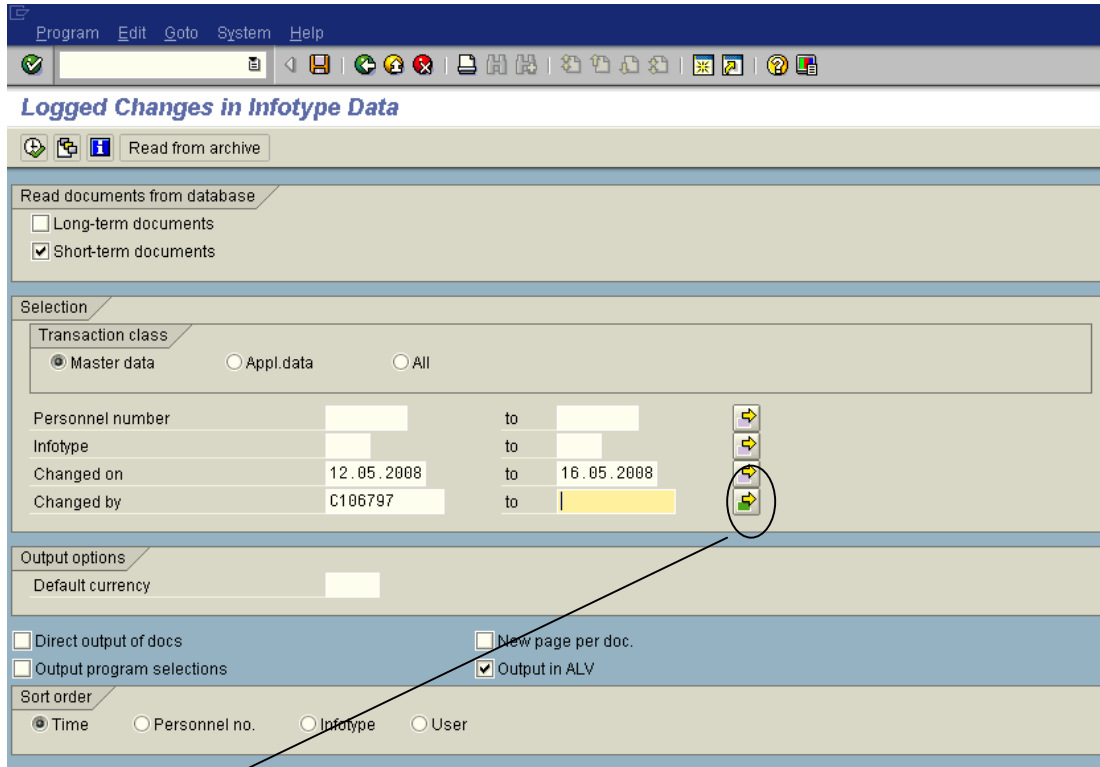 Program Edit Goto System Help
Logged Changes in Infotype Data
Read from archive
Read documents from database
Long-term documents
Short-term documents
Selection
Transaction class
Master data Appl.data All
Personnel number to
Infotype to
Changed on 12.05.2008 to 16.05.2008
Changed by C106797 to
Output options
Default currency
Direct output of docs New page per doc.
Output program selections Output in ALV
Sort order
Time Personnel no. Infotype User